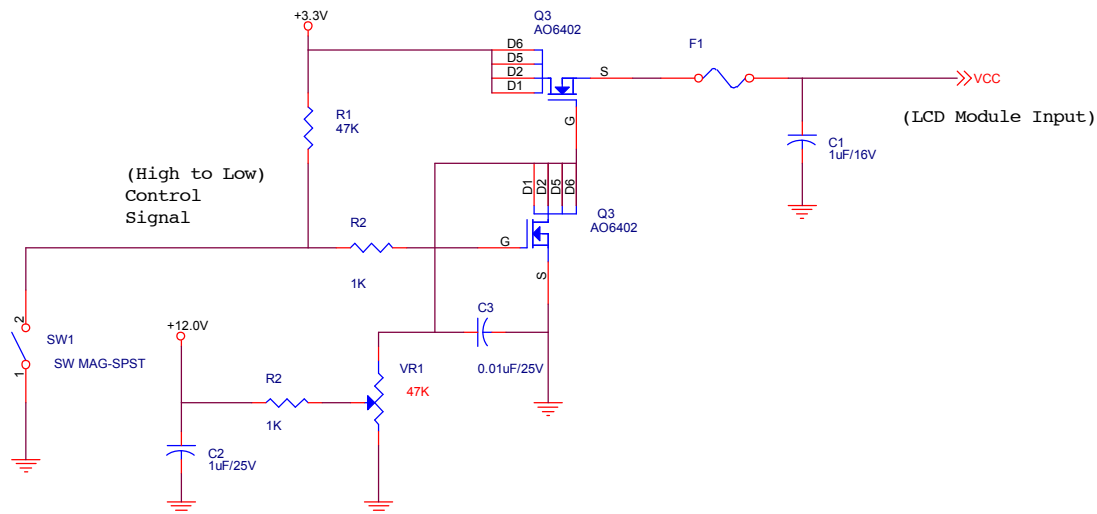 +3.3V
Q3
AO6402
D6
D5
D2
D1
S
G
F1
VCC
(LCD Module Input)
C1
1uF/16V
R1
47K
(High to Low)
Control
Signal
R2
1K
G
D1
D2
D5
D6
Q3
AO6402
S
C3
0.01uF/25V
2
SW1
SW MAG-SPST
1
+12.0V
R2
1K
VR1
47K
C2
1uF/25V